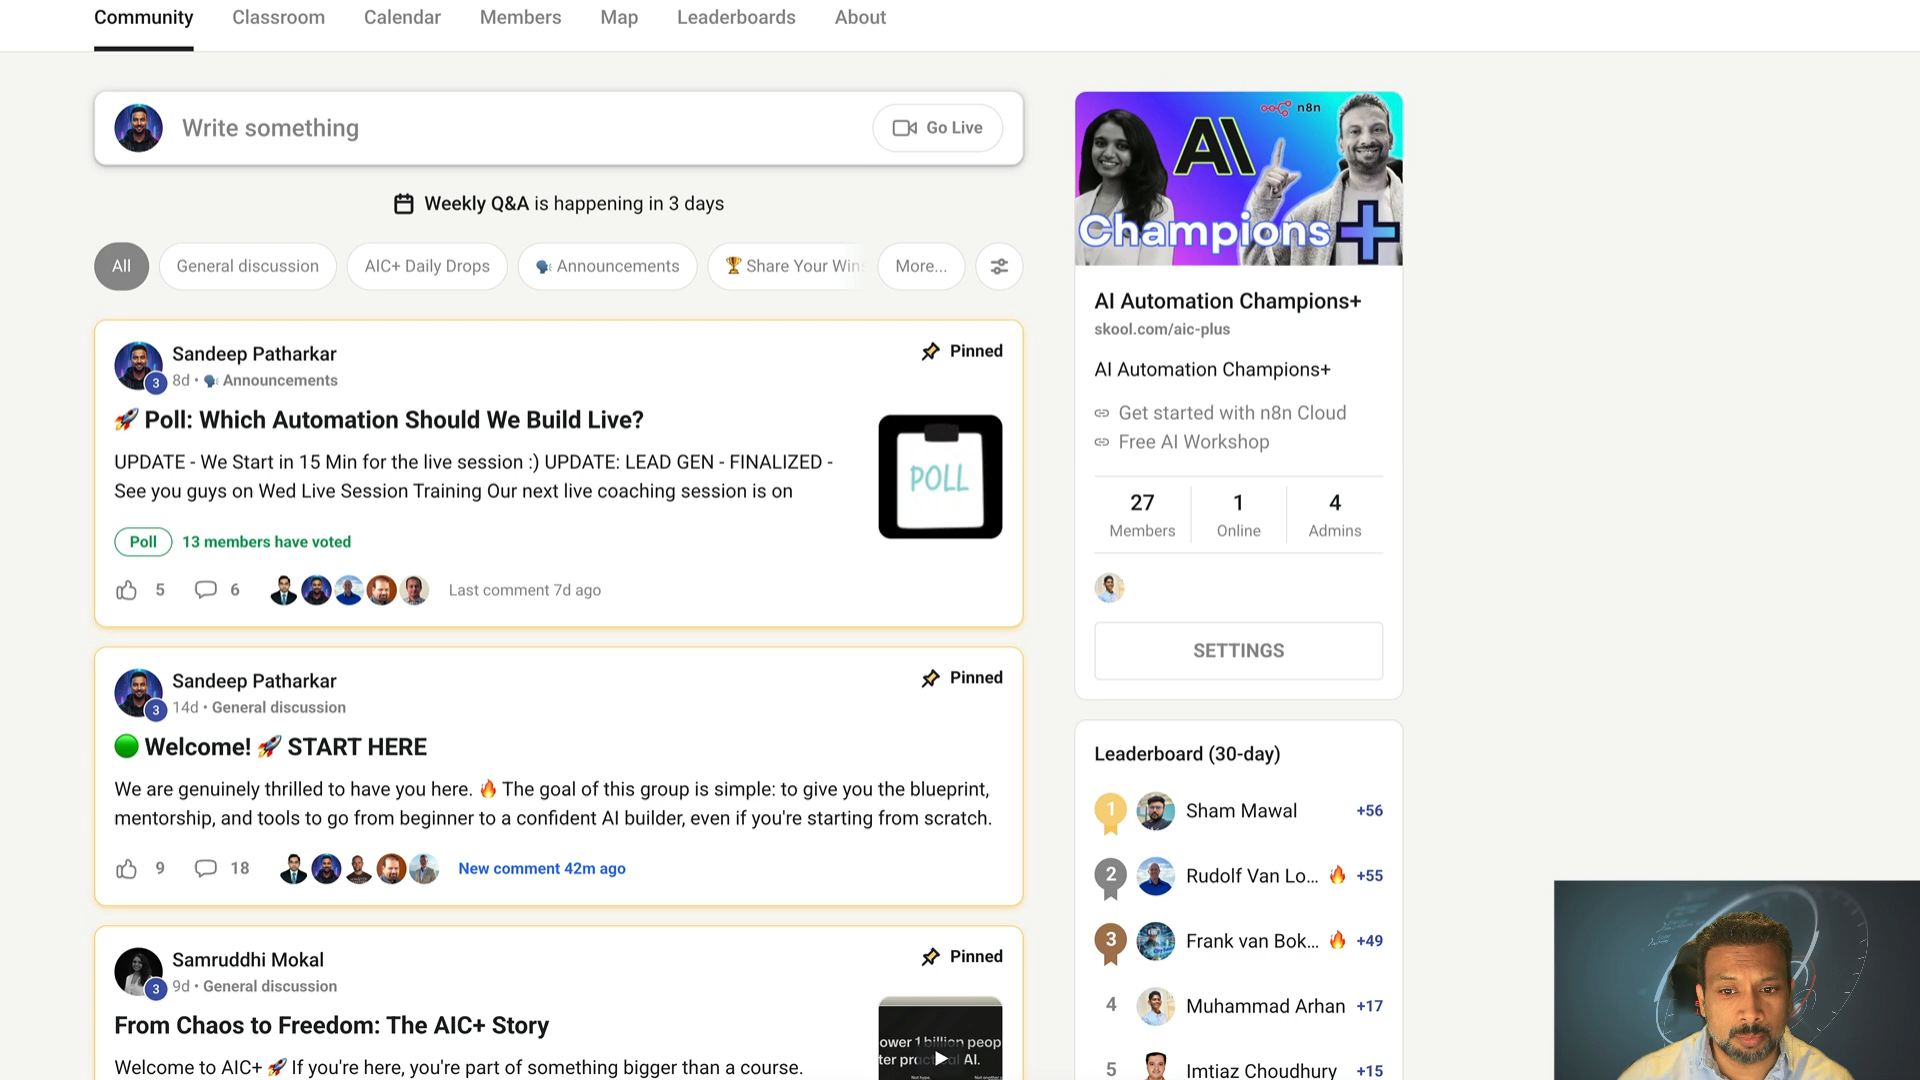 Community Classroom Calendar Members Map Leaderboards About
Write something
Go Live
Weekly Q&A is happening in 3 days
All General discussion AIC+ Daily Drops 🗣️ Announcements 🏆 Share Your Wins More...
Sandeep Patharkar
3
8d • 🗣️ Announcements
Pinned
🚀 Poll: Which Automation Should We Build Live?
UPDATE - We Start in 15 Min for the live session :) UPDATE: LEAD GEN - FINALIZED -
See you guys on Wed Live Session Training Our next live coaching session is on
POLL
Poll 13 members have voted
5 6 Last comment 7d ago
Sandeep Patharkar
3
14d • General discussion
Pinned
🟢 Welcome! 🚀 START HERE
We are genuinely thrilled to have you here. 🔥 The goal of this group is simple: to give you the blueprint,
mentorship, and tools to go from beginner to a confident AI builder, even if you're starting from scratch.
9 18 New comment 42m ago
Samruddhi Mokal
3
9d • General discussion
Pinned
From Chaos to Freedom: The AIC+ Story
Welcome to AIC+ 🚀 If you're here, you're part of something bigger than a course.
ower 1 billion peop
AI.
n8n
AI
Champions+
AI Automation Champions+
skool.com/aic-plus
AI Automation Champions+
Get started with n8n Cloud
Free AI Workshop
27 1 4
Members Online Admins
SETTINGS
Leaderboard (30-day)
1 Sham Mawal +56
2 Rudolf Van Lo... 🔥 +55
3 Frank van Bok... 🔥 +49
4 Muhammad Arhan +17
5 Imtiaz Choudhury +15